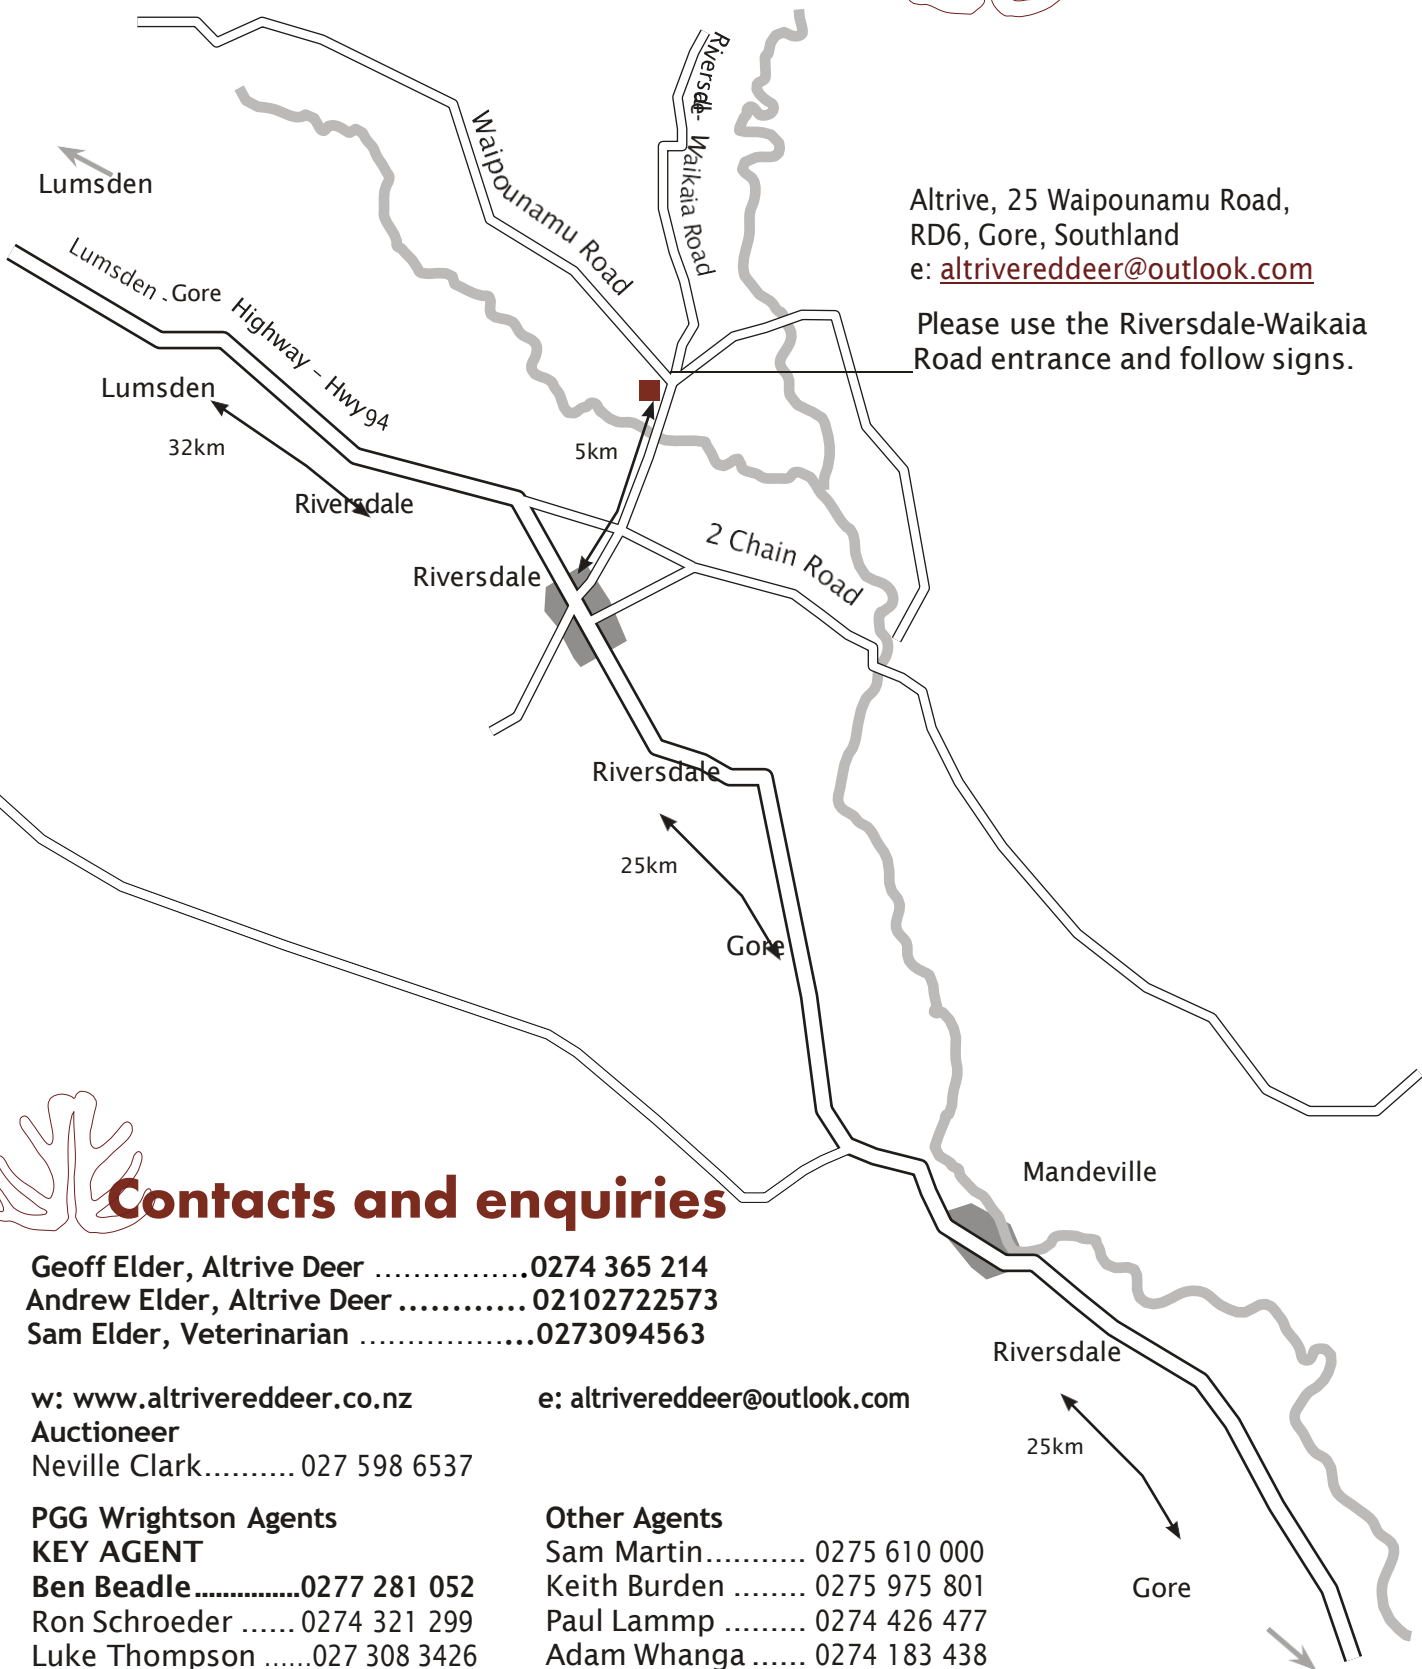 Riversdale- Waikaia Road
Waipounamu Road
Lumsden
Lumsden - Gore Highway - Hwy94
Altrive, 25 Waipounamu Road,
RD6, Gore, Southland
e: altrivereddeer@outlook.com
Please use the Riversdale-Waikaia
Road entrance and follow signs.
Lumsden
32km
Riversdale
5km
2 Chain Road
Riversdale
Riversdale
25km
Gore
Mandeville
Riversdale
25km
Gore
Contacts and enquiries
Geoff Elder, Altrive Deer ................0274 365 214
Andrew Elder, Altrive Deer ............ 02102722573
Sam Elder, Veterinarian ..................0273094563
w: www.altrivereddeer.co.nz e: altrivereddeer@outlook.com
Auctioneer
Neville Clark.......... 027 598 6537
PGG Wrightson Agents
KEY AGENT
Ben Beadle...............0277 281 052
Ron Schroeder ...... 0274 321 299
Luke Thompson ......027 308 3426
Other Agents
Sam Martin........... 0275 610 000
Keith Burden ........ 0275 975 801
Paul Lammp ......... 0274 426 477
Adam Whanga ...... 0274 183 438